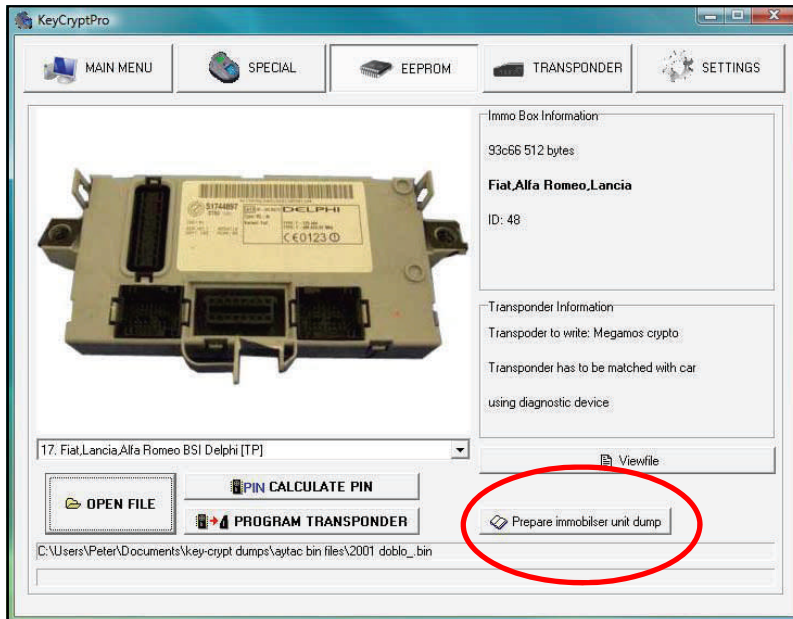 KeyCryptPro
MAIN MENU
SPECIAL
EEPROM
TRANSPONDER
SETTINGS
51744897
DELPHI
CE0123
Immo Box Information
93c66 512 bytes
Fiat,Alfa Romeo,Lancia
ID: 48
Transponder Information
Transpoder to write: Megamos crypto
Transponder has to be matched with car
using diagnostic device
17. Fiat,Lancia,Alfa Romeo BSI Delphi [TP]
Viewfile
OPEN FILE
PIN CALCULATE PIN
PROGRAM TRANSPONDER
Prepare immobilser unit dump
C:\Users\Peter\Documents\key-crypt dumps\aytac bin files\2001 doblo_.bin